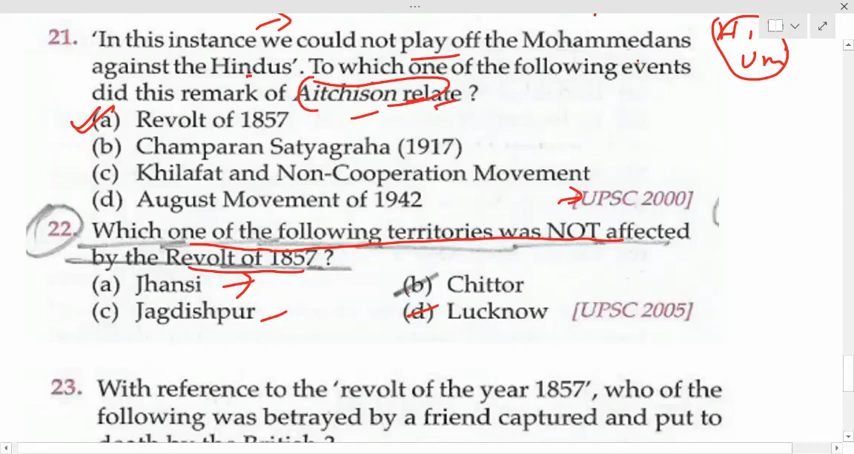 21. 'In this instance we could not play off the Mohammedans
against the Hindus'. To which one of the following events
did this remark of Aitchison relate ?
(a) Revolt of 1857
(b) Champaran Satyagraha (1917)
(c) Khilafat and Non-Cooperation Movement
(d) August Movement of 1942 [UPSC 2000]
22. Which one of the following territories was NOT affected
by the Revolt of 1857 ?
(a) Jhansi (b) Chittor
(c) Jagdishpur (d) Lucknow [UPSC 2005]
23. With reference to the 'revolt of the year 1857', who of the
following was betrayed by a friend captured and put to
death by the British ?